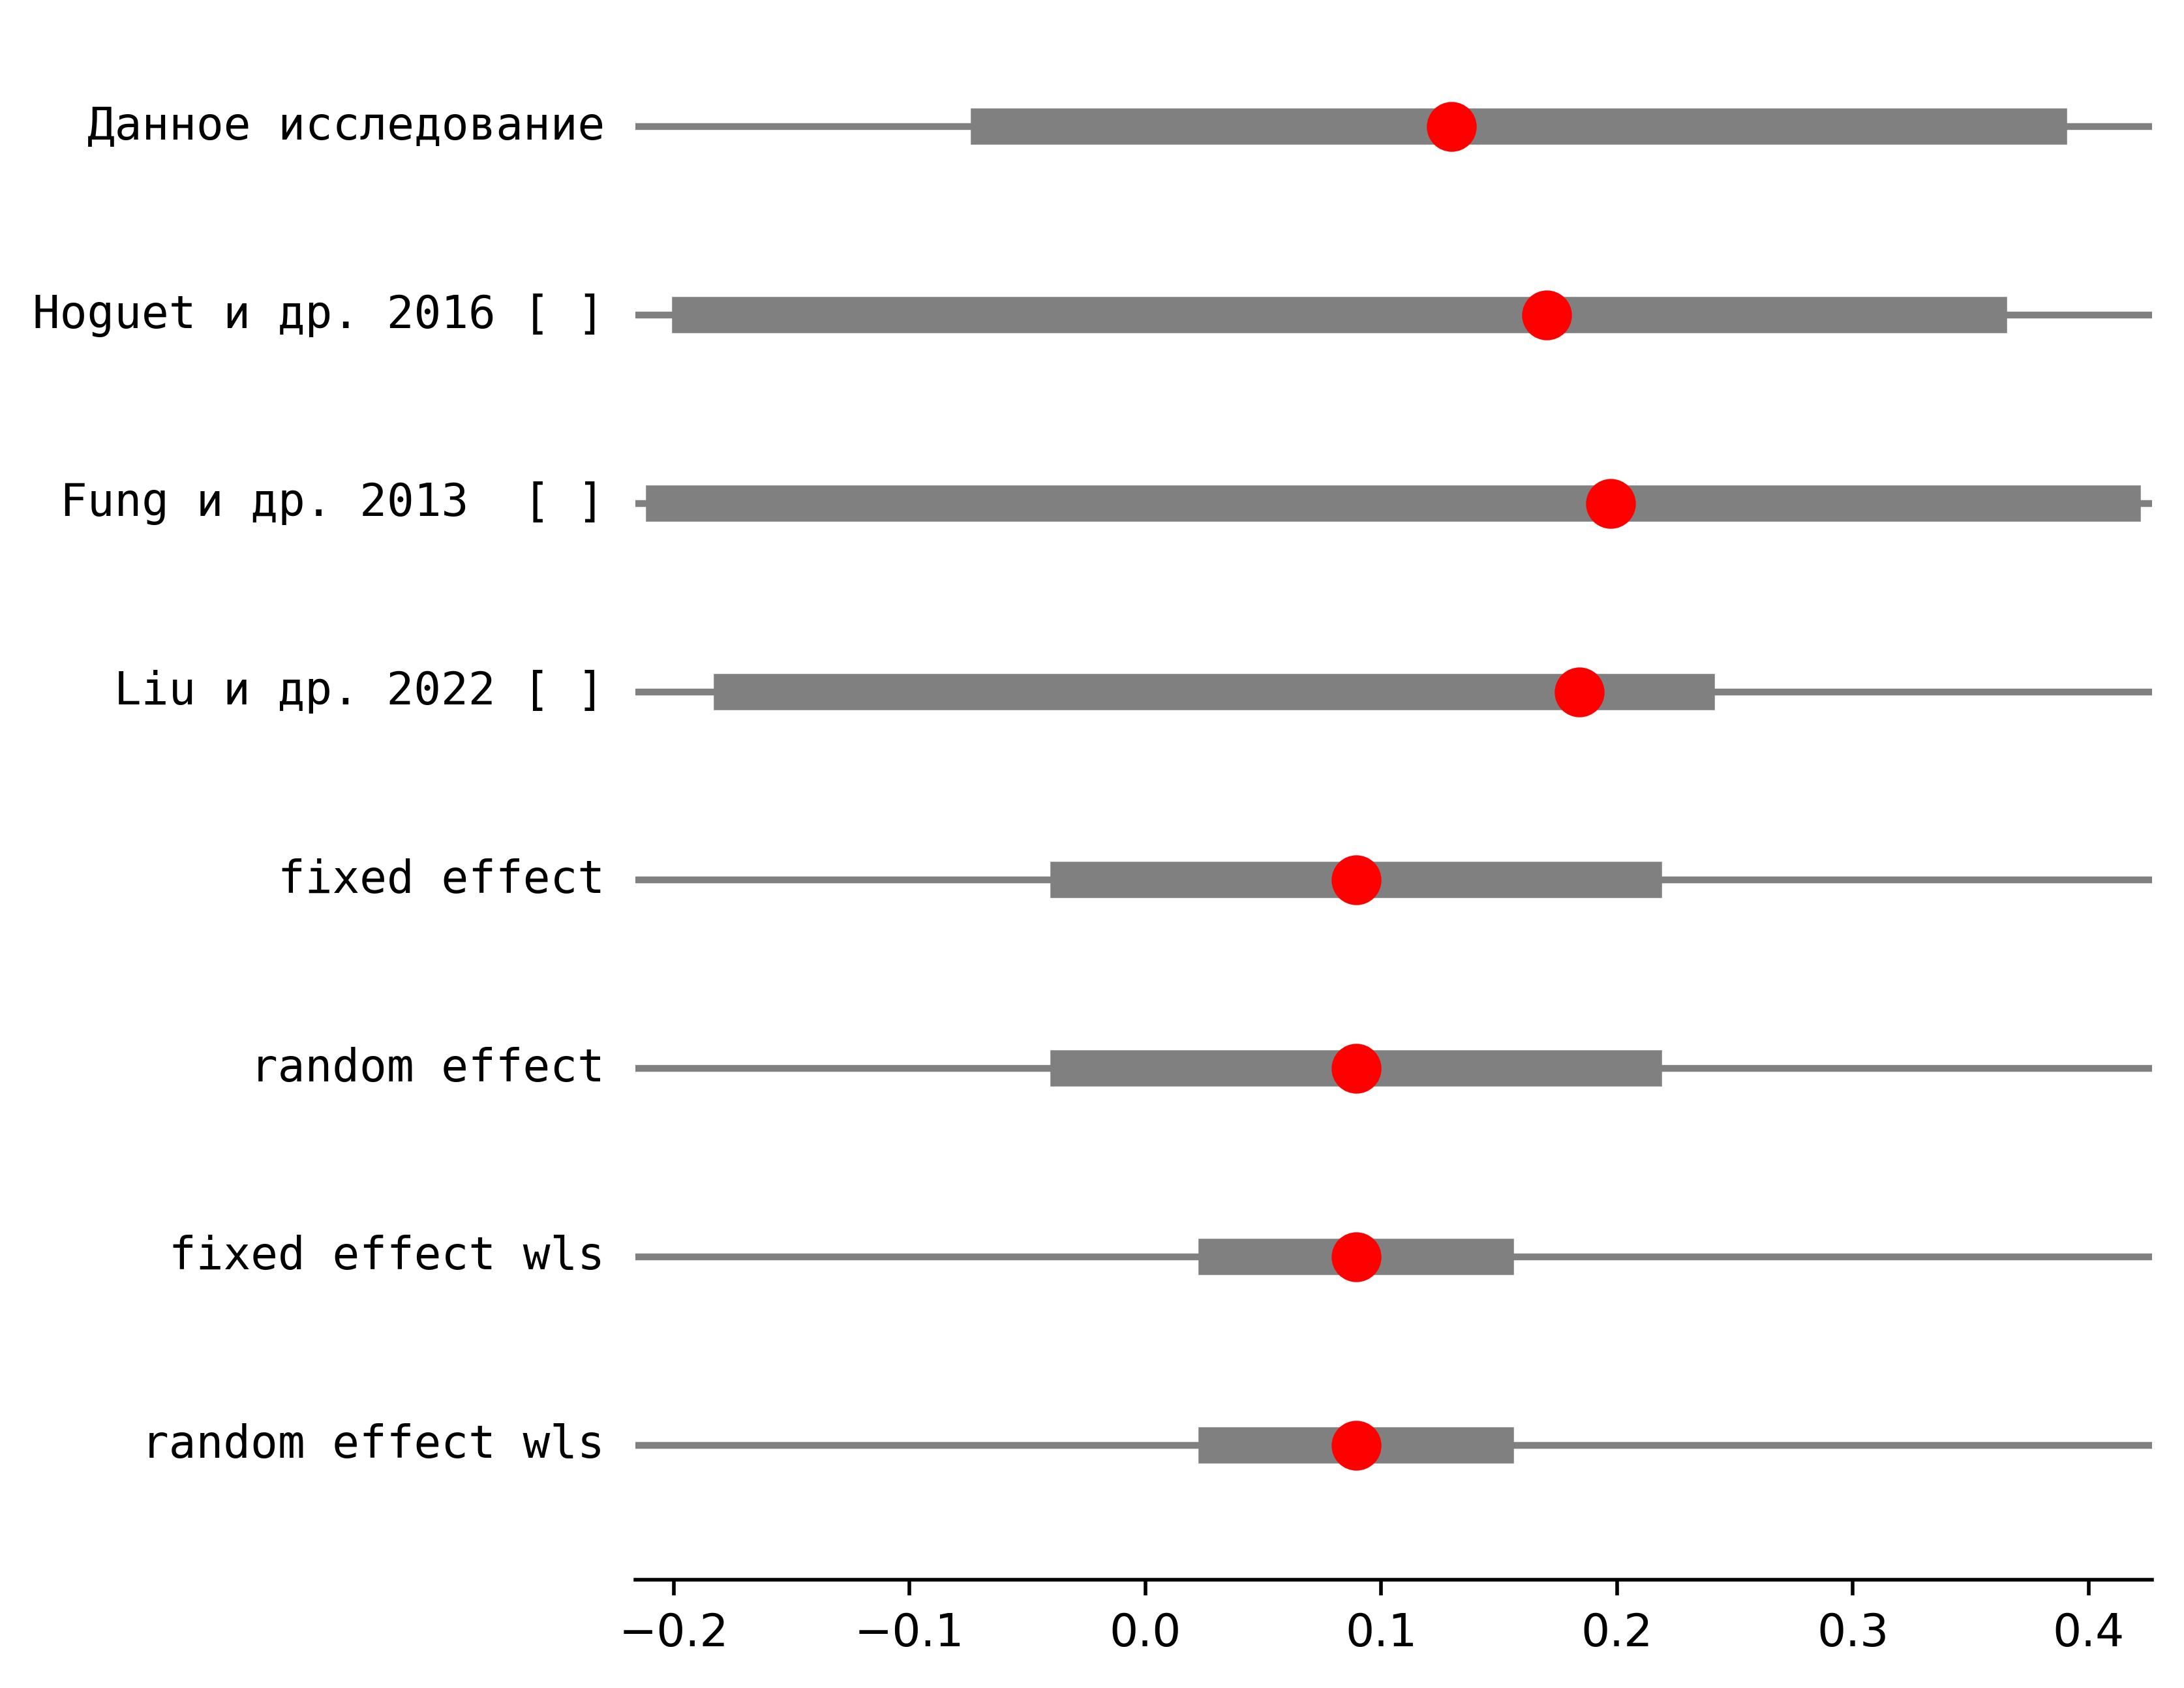 Данное исследование
Hoguet и др. 2016 [ ]
Fung и др. 2013  [ ]
Liu и др. 2022 [ ]
fixed effect
random effect
fixed effect wls
random effect wls
−0.2 −0.1 0.0 0.1 0.2 0.3 0.4